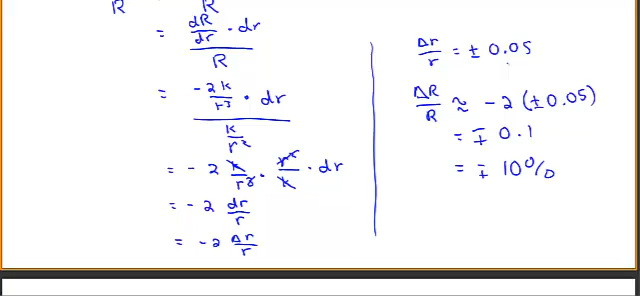 R R
= (dR/dr · dr)/R
= (-2k/r³ · dr)/(k/r²)
= -2 k/r³ · r²/k · dr
= -2 dr/r
= -2 Δr/r
Δr/r = ± 0.05
ΔR/R ≈ -2 (±0.05)
= ∓ 0.1
= ∓ 10%